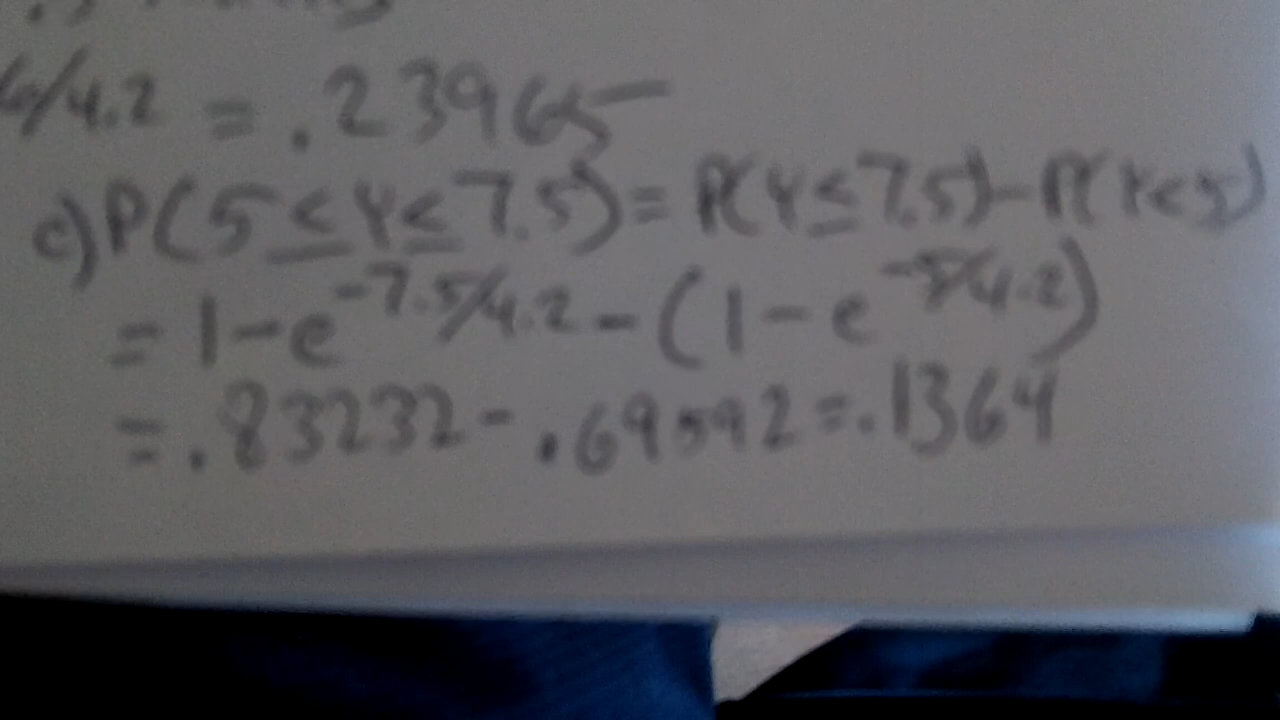 6/4.2 = .23965
c) P(5 ≤ Y ≤ 7.5) = P(Y ≤ 7.5) - P(Y < 5)
= 1 - e^{-7.5/4.2} - (1 - e^{-5/4.2})
= .83232 - .69592 = .1364